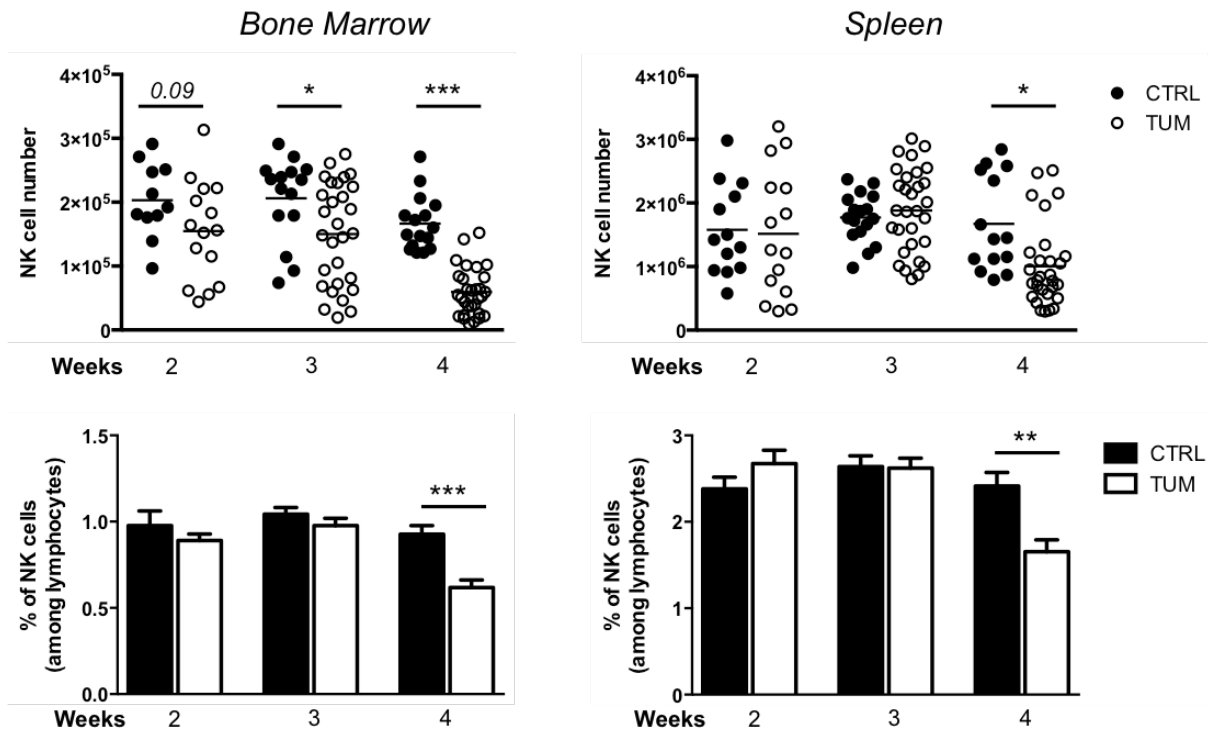 Bone Marrow
NK cell number
4×10⁵
3×10⁵
2×10⁵
1×10⁵
0
0.09
*
***
Weeks 2 3 4
Spleen
NK cell number
4×10⁶
3×10⁶
2×10⁶
1×10⁶
0
*
CTRL
TUM
Weeks 2 3 4
% of NK cells
(among lymphocytes)
1.5
1.0
0.5
0.0
***
Weeks 2 3 4
% of NK cells
(among lymphocytes)
3
2
1
0
**
CTRL
TUM
Weeks 2 3 4